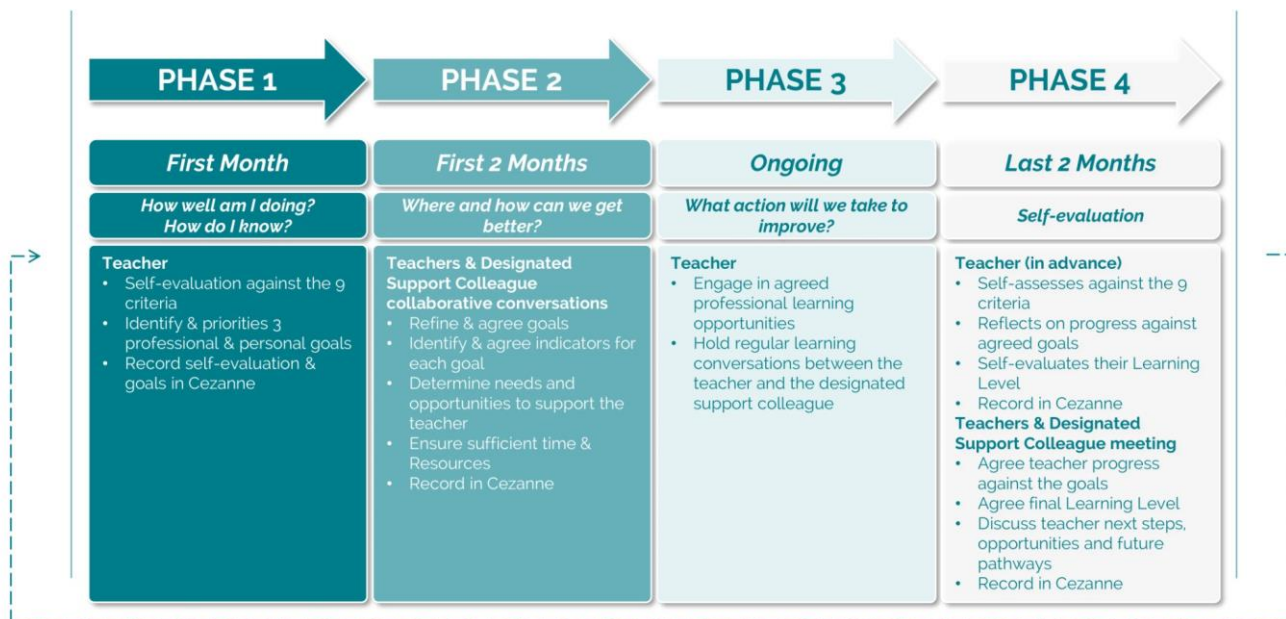 PHASE 1
PHASE 2
PHASE 3
PHASE 4
First Month
First 2 Months
Ongoing
Last 2 Months
How well am I doing?
How do I know?
Where and how can we get
better?
What action will we take to
improve?
Self-evaluation
Teacher
• Self-evaluation against the 9
criteria
• Identify & priorities 3
professional & personal goals
• Record self-evaluation &
goals in Cezanne
Teachers & Designated
Support Colleague
collaborative conversations
• Refine & agree goals
• Identify & agree indicators for
each goal
• Determine needs and
opportunities to support the
teacher
• Ensure sufficient time &
Resources
• Record in Cezanne
Teacher
• Engage in agreed
professional learning
opportunities
• Hold regular learning
conversations between the
teacher and the designated
support colleague
Teacher (in advance)
• Self-assesses against the 9
criteria
• Reflects on progress against
agreed goals
• Self-evaluates their Learning
Level
• Record in Cezanne
Teachers & Designated
Support Colleague meeting
• Agree teacher progress
against the goals
• Agree final Learning Level
• Discuss teacher next steps,
opportunities and future
pathways
• Record in Cezanne